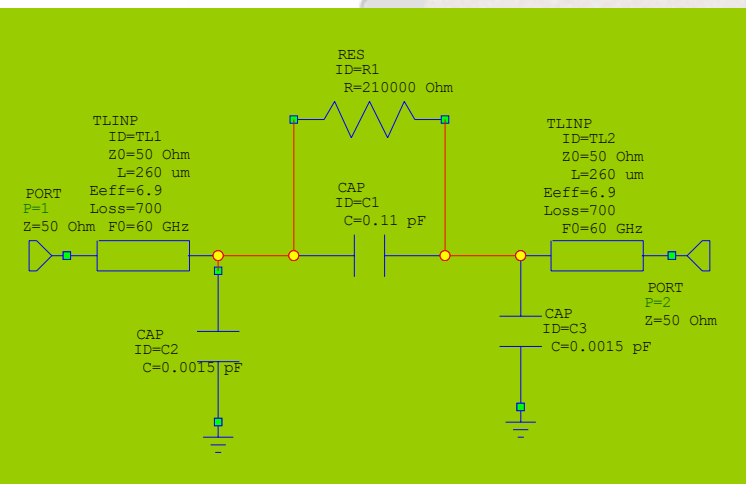 RES
ID=R1
R=210000 Ohm
TLINP
ID=TL1
Z0=50 Ohm
L=260 um
Eeff=6.9
Loss=700
F0=60 GHz
PORT
P=1
Z=50 Ohm
CAP
ID=C1
C=0.11 pF
TLINP
ID=TL2
Z0=50 Ohm
L=260 um
Eeff=6.9
Loss=700
F0=60 GHz
PORT
P=2
Z=50 Ohm
CAP
ID=C2
C=0.0015 pF
CAP
ID=C3
C=0.0015 pF